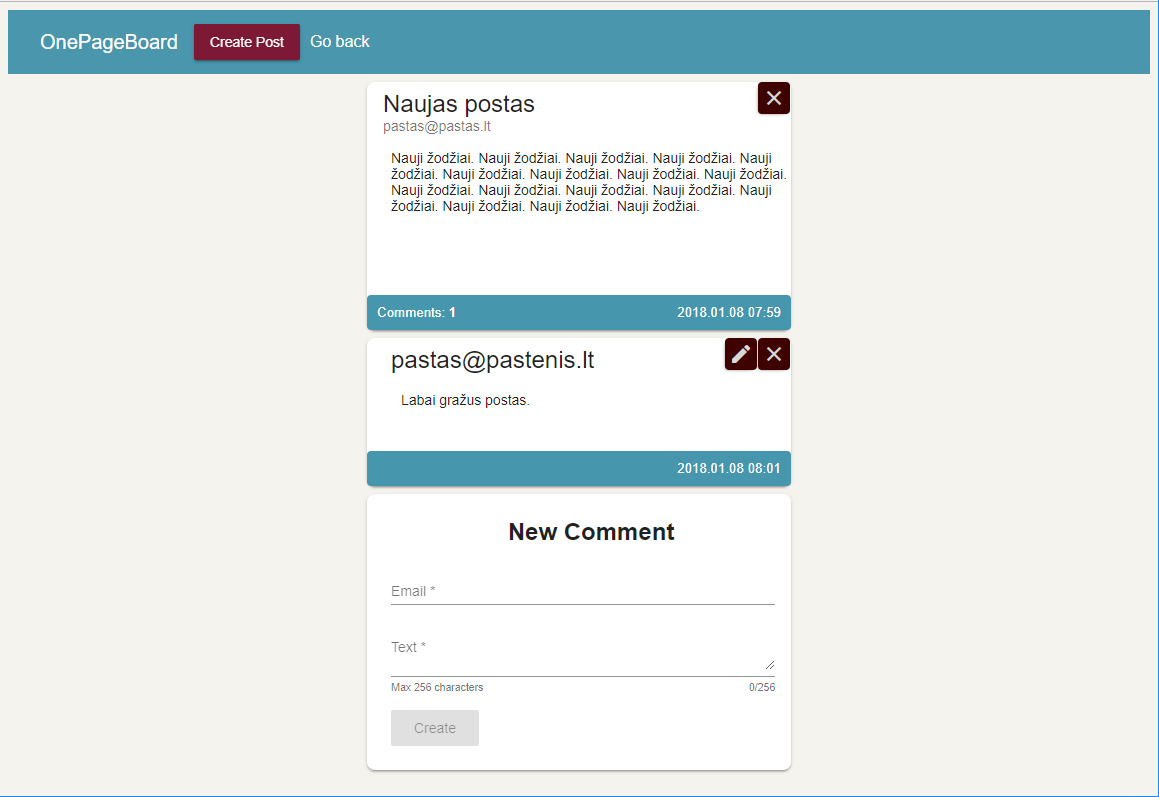 OnePageBoard Create Post Go back
Naujas postas
pastas@pastas.lt
Nauji žodžiai. Nauji žodžiai. Nauji žodžiai. Nauji žodžiai. Nauji
žodžiai. Nauji žodžiai. Nauji žodžiai. Nauji žodžiai. Nauji žodžiai.
Nauji žodžiai. Nauji žodžiai. Nauji žodžiai. Nauji žodžiai. Nauji
žodžiai. Nauji žodžiai. Nauji žodžiai. Nauji žodžiai.
Comments: 1 2018.01.08 07:59
pastas@pastenis.lt
Labai gražus postas.
2018.01.08 08:01
New Comment
Email *
Text *
Max 256 characters 0/256
Create